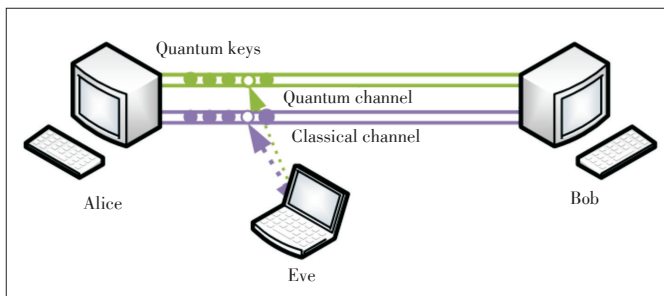 Quantum keys
Quantum channel
Classical channel
Alice
Bob
Eve